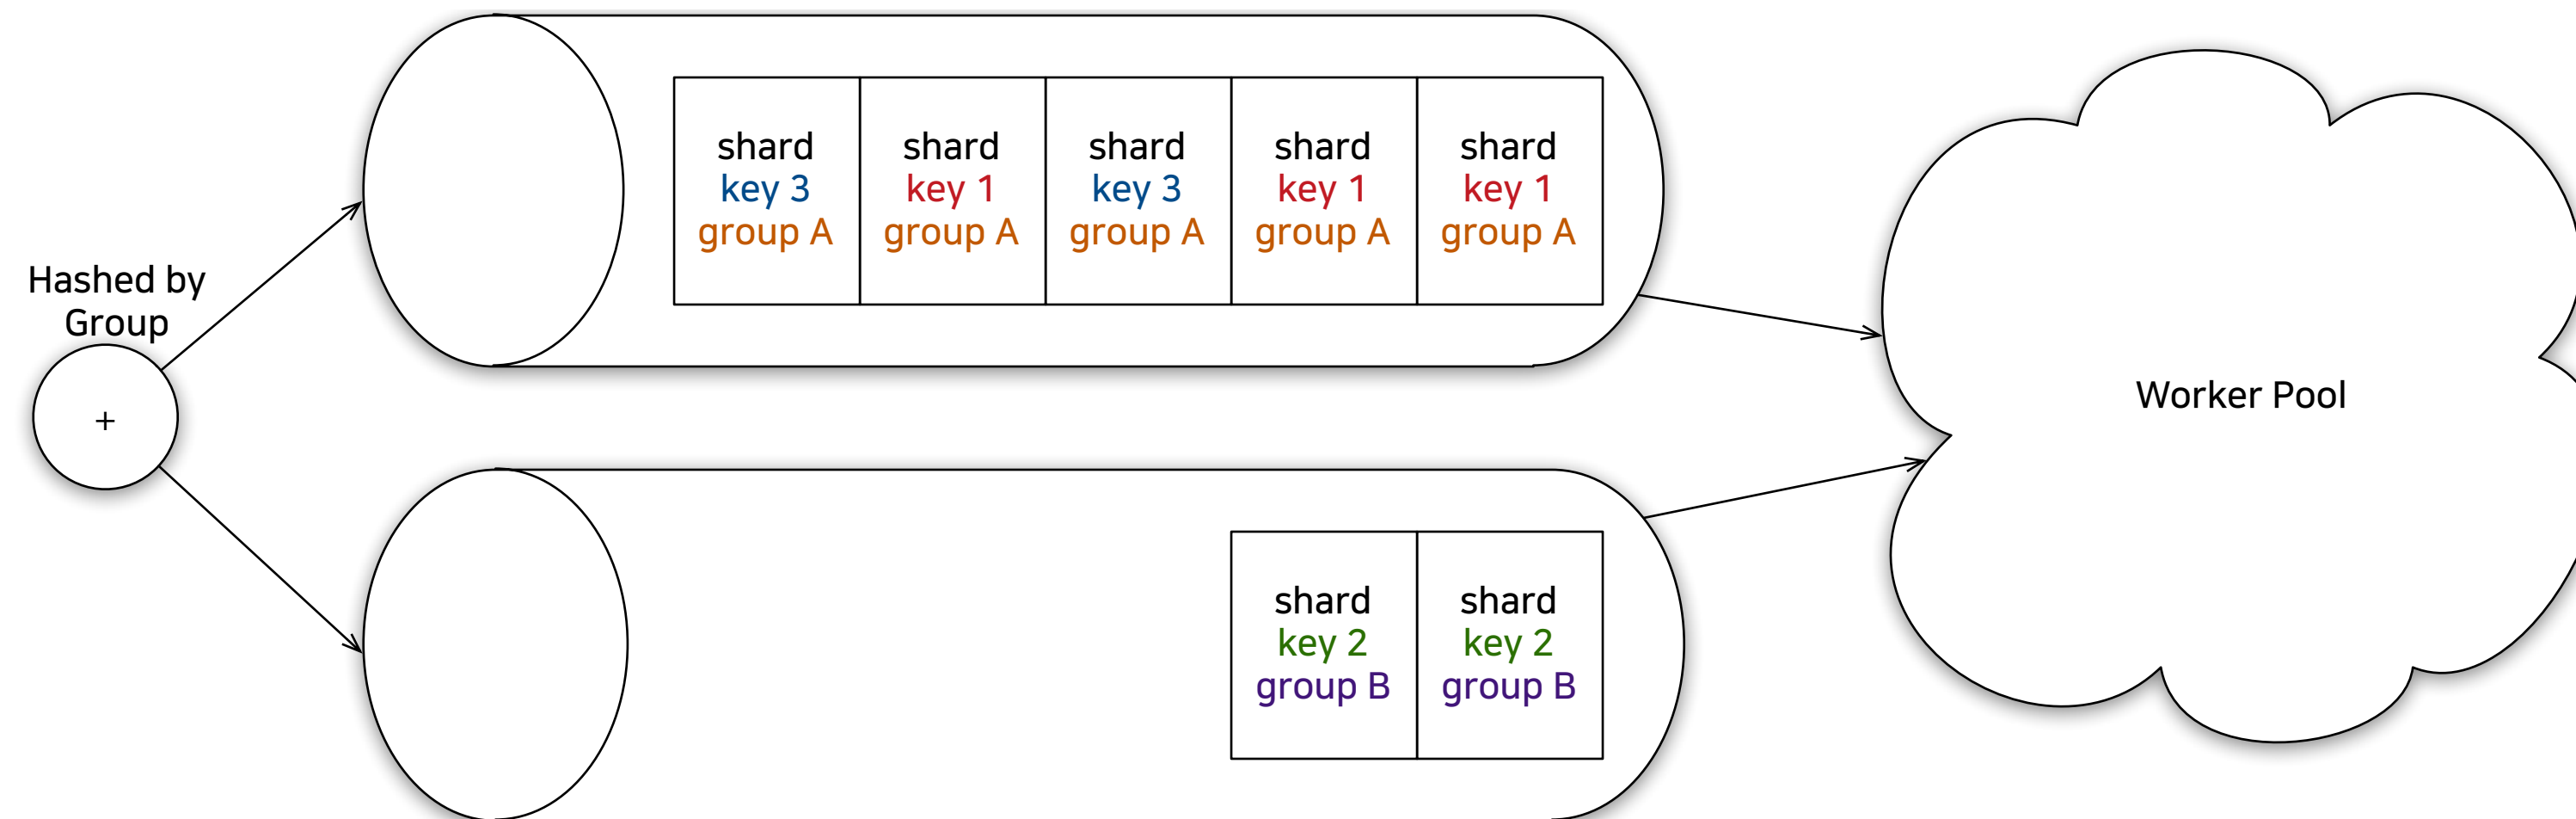 Hashed by
Group
+
shard
key 3
group A
shard
key 1
group A
shard
key 3
group A
shard
key 1
group A
shard
key 1
group A
shard
key 2
group B
shard
key 2
group B
Worker Pool